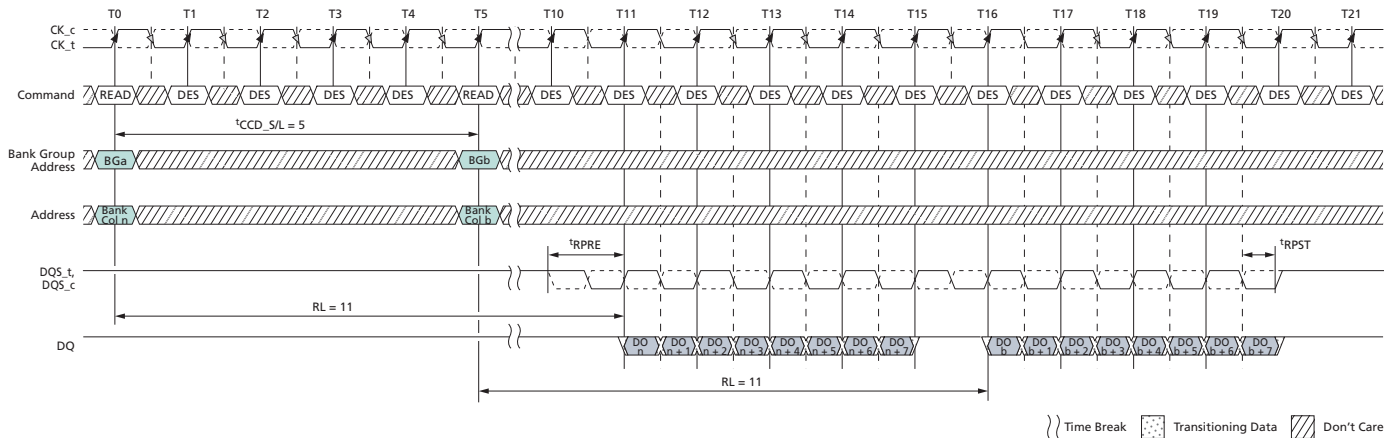 T0 T1 T2 T3 T4 T5 T10 T11 T12 T13 T14 T15 T16 T17 T18 T19 T20 T21
CK_c
CK_t
Command READ DES DES DES DES READ DES DES DES DES DES DES DES DES DES DES DES DES
tCCD_S/L = 5
Bank Group
Address
BGa BGb
Address
Bank
Col n
Bank
Col b
tRPRE tRPST
DQS_t,
DQS_c
RL = 11
DQ
DO
n
DO
n + 1
DO
n + 2
DO
n + 3
DO
n + 4
DO
n + 5
DO
n + 6
DO
n + 7
DO
b
DO
b + 1
DO
b + 2
DO
b + 3
DO
b + 4
DO
b + 5
DO
b + 6
DO
b + 7
RL = 11
Time Break Transitioning Data Don't Care